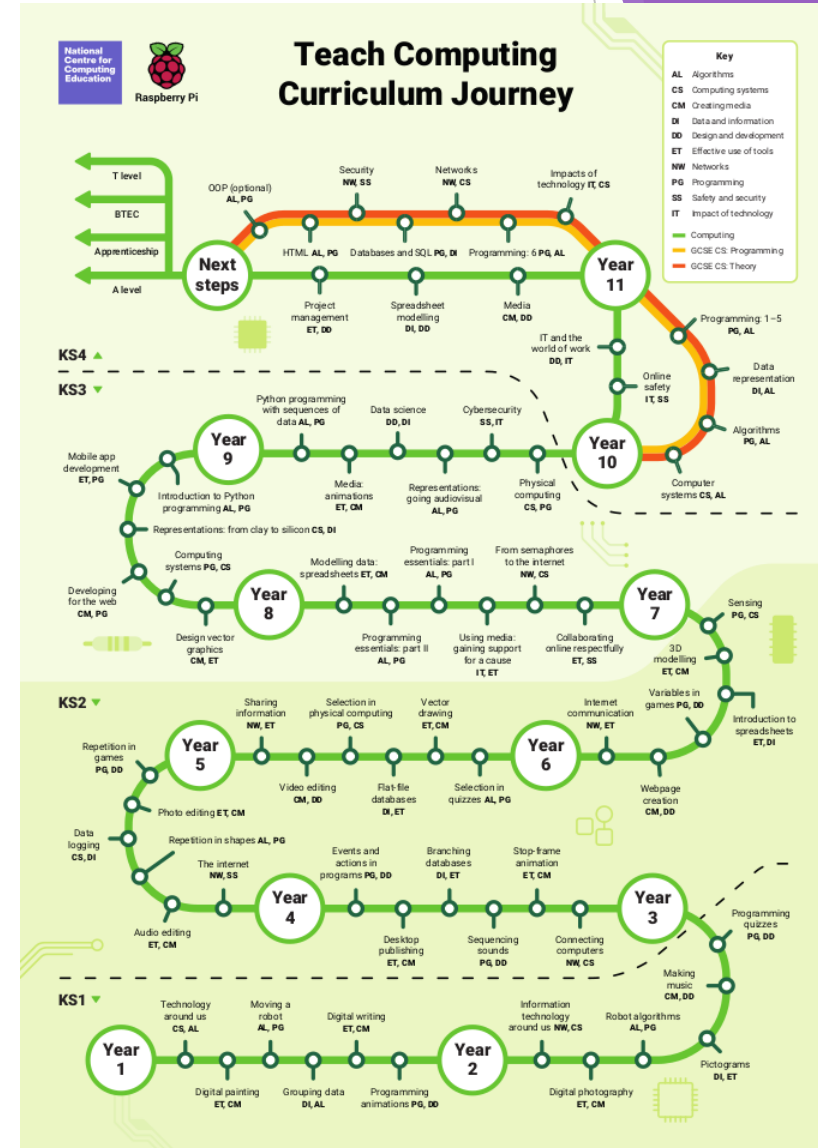 National
Centre for
Computing
Education
Raspberry Pi
Teach Computing
Curriculum Journey
Key
AL Algorithms
CS Computing systems
CM Creating media
DI Data and information
DD Design and development
ET Effective use of tools
NW Networks
PG Programming
SS Safety and security
IT Impact of technology
Computing
GCSE CS: Programming
GCSE CS: Theory
T level
BTEC
Apprenticeship
A level
Next
steps
OOP (optional)
AL, PG
HTML AL, PG
Security
NW, SS
Databases and SQL PG, DI
Networks
NW, CS
Programming: 6 PG, AL
Impacts of
technology IT, CS
Project
management
ET, DD
Spreadsheet
modelling
DI, DD
Media
CM, DD
Year
11
Programming: 1–5
PG, AL
Data
representation
DI, AL
Algorithms
PG, AL
Computer
systems CS, AL
IT and the
world of work
DD, IT
Online
safety
IT, SS
KS4
KS3
Year
10
Physical
computing
CS, PG
Cybersecurity
SS, IT
Representations:
going audiovisual
AL, PG
Data science
DD, DI
Media:
animations
ET, CM
Python programming
with sequences of
data AL, PG
Year
9
Introduction to Python
programming AL, PG
Mobile app
development
ET, PG
Representations: from clay to silicon CS, DI
Developing
for the web
CM, PG
Computing
systems PG, CS
Design vector
graphics
CM, ET
Year
8
Modelling data:
spreadsheets ET, CM
Programming
essentials: part II
AL, PG
Programming
essentials: part I
AL, PG
Using media:
gaining support
for a cause
IT, ET
From semaphores
to the internet
NW, CS
Collaborating
online respectfully
ET, SS
Year
7
Sensing
PG, CS
3D
modelling
ET, CM
Introduction to
spreadsheets
ET, DI
Variables in
games PG, DD
Webpage
creation
CM, DD
Internet
communication
NW, ET
KS2
Year
6
Selection in
quizzes AL, PG
Vector
drawing
ET, CM
Flat-file
databases
DI, ET
Selection in
physical computing
PG, CS
Video editing
CM, DD
Sharing
information
NW, ET
Year
5
Repetition in
games
PG, DD
Photo editing ET, CM
Data
logging
CS, DI
Repetition in shapes AL, PG
Audio editing
ET, CM
The internet
NW, SS
Year
4
Events and
actions in
programs PG, DD
Desktop
publishing
ET, CM
Branching
databases
DI, ET
Sequencing
sounds
PG, DD
Stop-frame
animation
ET, CM
Connecting
computers
NW, CS
Year
3
Programming
quizzes
PG, DD
Making
music
CM, DD
Pictograms
DI, ET
Robot algorithms
AL, PG
Digital photography
ET, CM
Information
technology
around us NW, CS
KS1
Year
2
Programming
animations PG, DD
Digital writing
ET, CM
Grouping data
DI, AL
Moving a
robot
AL, PG
Digital painting
ET, CM
Technology
around us
CS, AL
Year
1